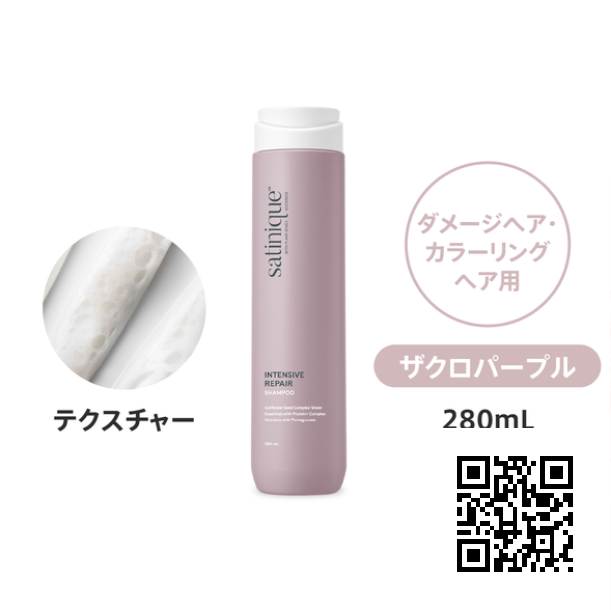 satinique™
INTENSIVE
REPAIR
SHAMPOO
ダメージヘア・
カラーリング
ヘア用
ザクロパープル
テクスチャー
280mL